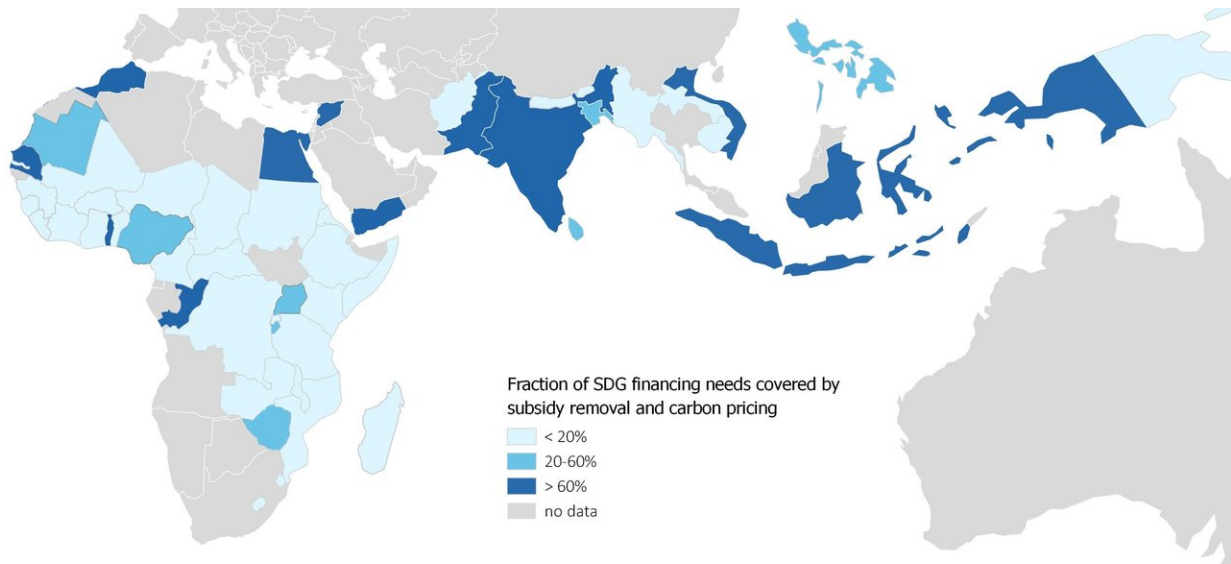 Fraction of SDG financing needs covered by
subsidy removal and carbon pricing
< 20%
20-60%
> 60%
no data